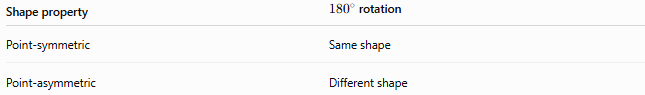 Shape property 180° rotation
Point-symmetric Same shape
Point-asymmetric Different shape